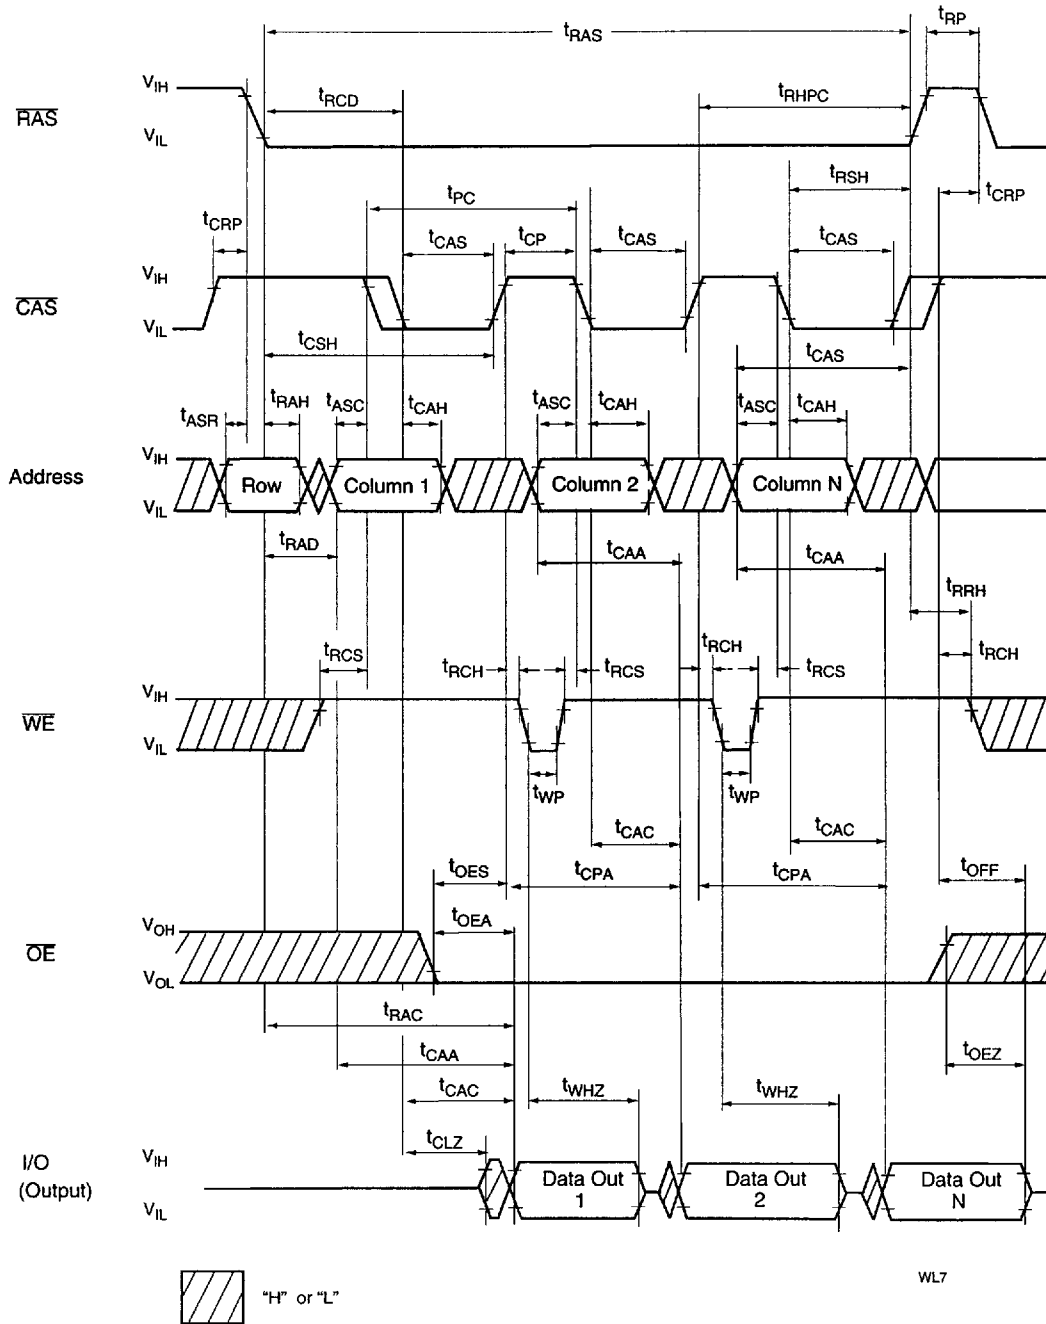 tRP
tRAS
VIH
RAS
VIL
tRCD
tRHPC
tRSH
tCRP
tPC
tCRP
tCAS
tCP
tCAS
tCAS
VIH
CAS
VIL
tCSH
tCAS
tASR
tRAH
tASC
tCAH
tASC
tCAH
tASC
tCAH
VIH
Address
VIL
Row
Column 1
Column 2
Column N
tRAD
tCAA
tCAA
tRRH
tRCS
tRCH
tRCS
tRCH
tRCS
tRCH
VIH
WE
VIL
tWP
tWP
tCAC
tCAC
tOES
tCPA
tCPA
tOFF
tOEA
VOH
OE
VOL
tRAC
tCAA
tOEZ
tCAC
tWHZ
tWHZ
tCLZ
I/O
(Output)
VIH
VIL
Data Out
1
Data Out
2
Data Out
N
WL7
"H" or "L"